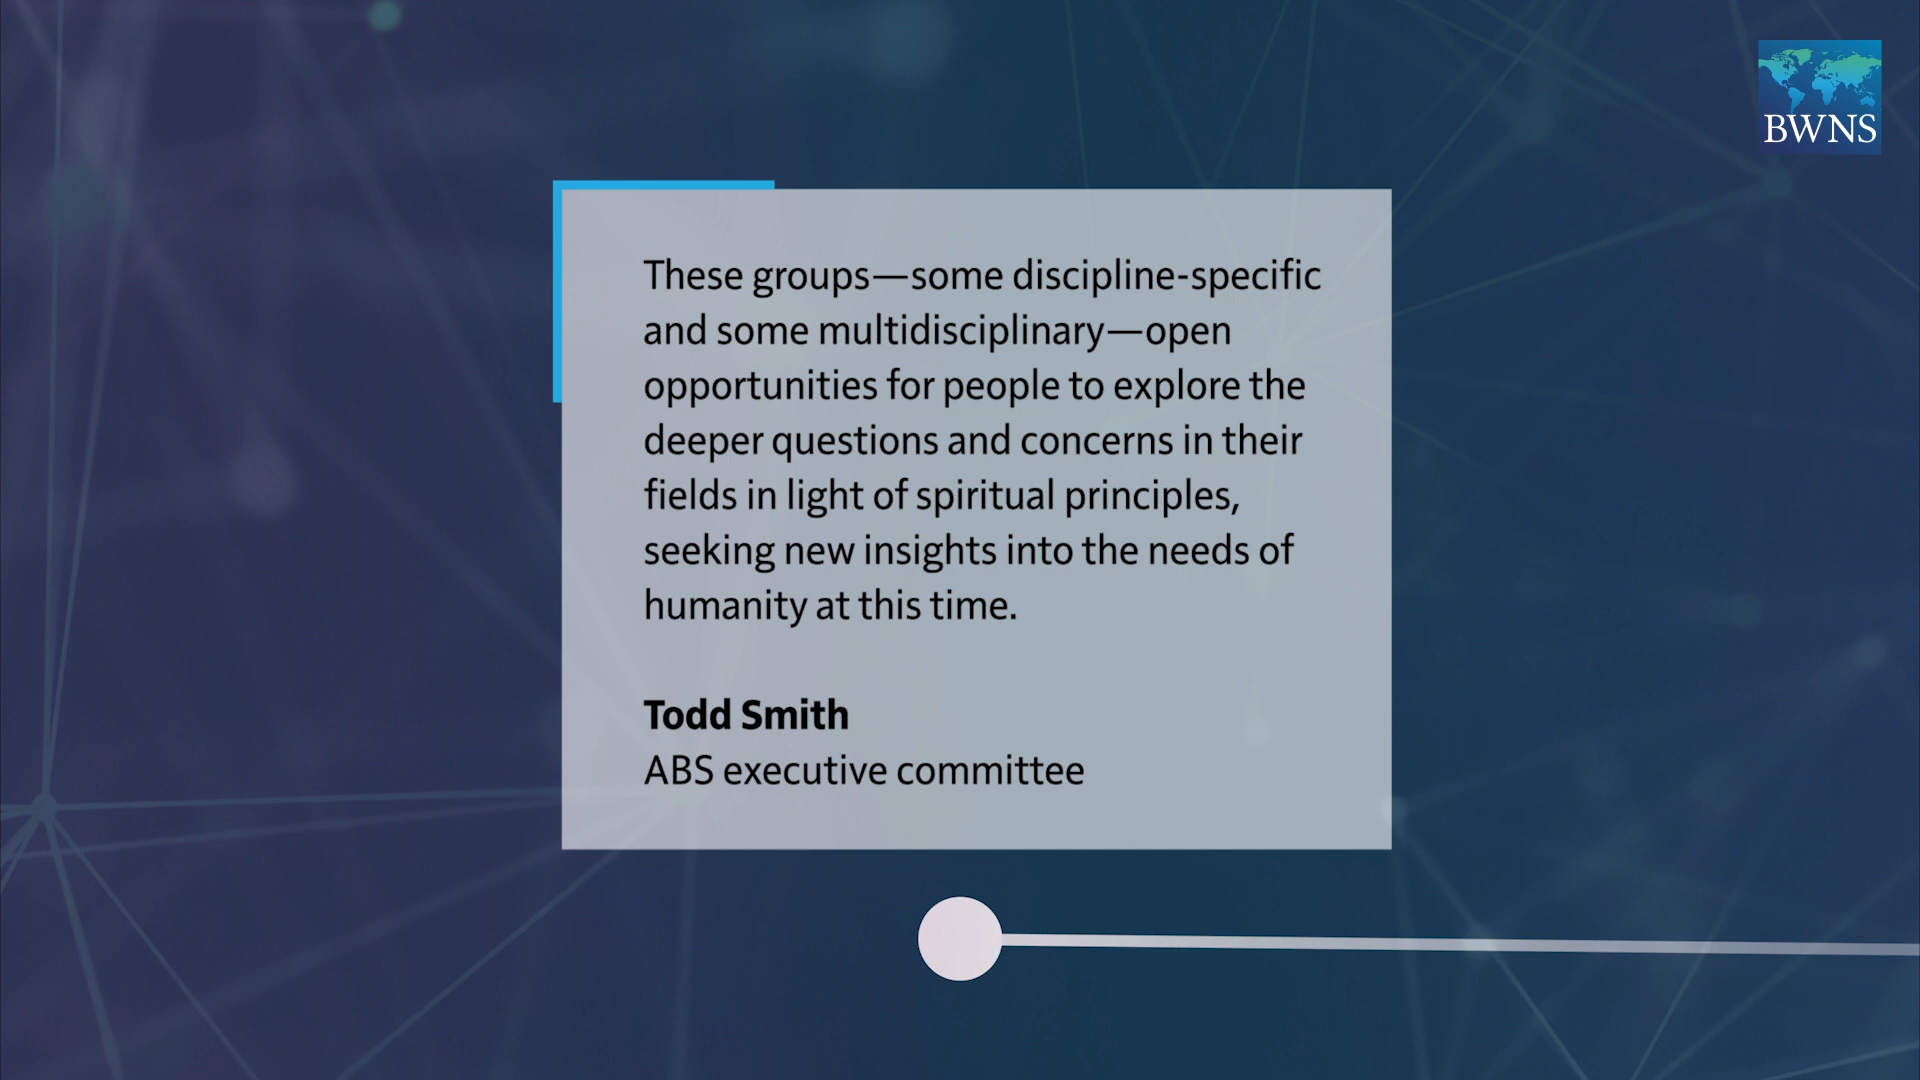 BWNS
These groups—some discipline-specific
and some multidisciplinary—open
opportunities for people to explore the
deeper questions and concerns in their
fields in light of spiritual principles,
seeking new insights into the needs of
humanity at this time.
Todd Smith
ABS executive committee